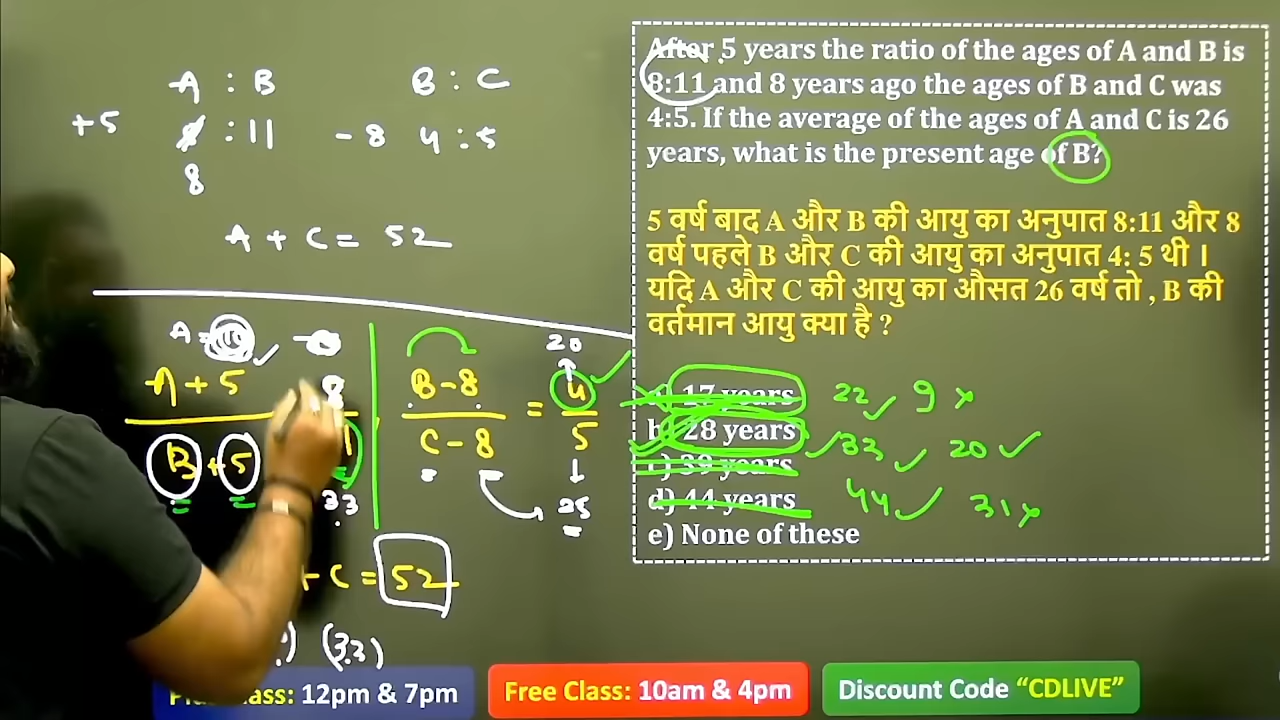 A : B
B : C
+5
: 11
-8
4 : 5
8
A + C = 52
After 5 years the ratio of the ages of A and B is
8:11 and 8 years ago the ages of B and C was
4:5. If the average of the ages of A and C is 26
years, what is the present age of B?
5 वर्ष बाद A और B की आयु का अनुपात 8:11 और 8
वर्ष पहले B और C की आयु का अनुपात 4: 5 थी ।
यदि A और C की आयु का औसत 26 वर्ष तो , B की
वर्तमान आयु क्या है ?
a) 17 years 22 ✓ 9 ×
b) 28 years ✓ 33 ✓ 20 ✓
c) 39 years
d) 44 years 44 ✓ 31 ×
e) None of these
A =
A + 5
8
B + 5
33
20
B - 8 = 4
C - 8 5
25
+ C = 52
(33)
Class: 12pm & 7pm
Free Class: 10am & 4pm
Discount Code “CDLIVE”